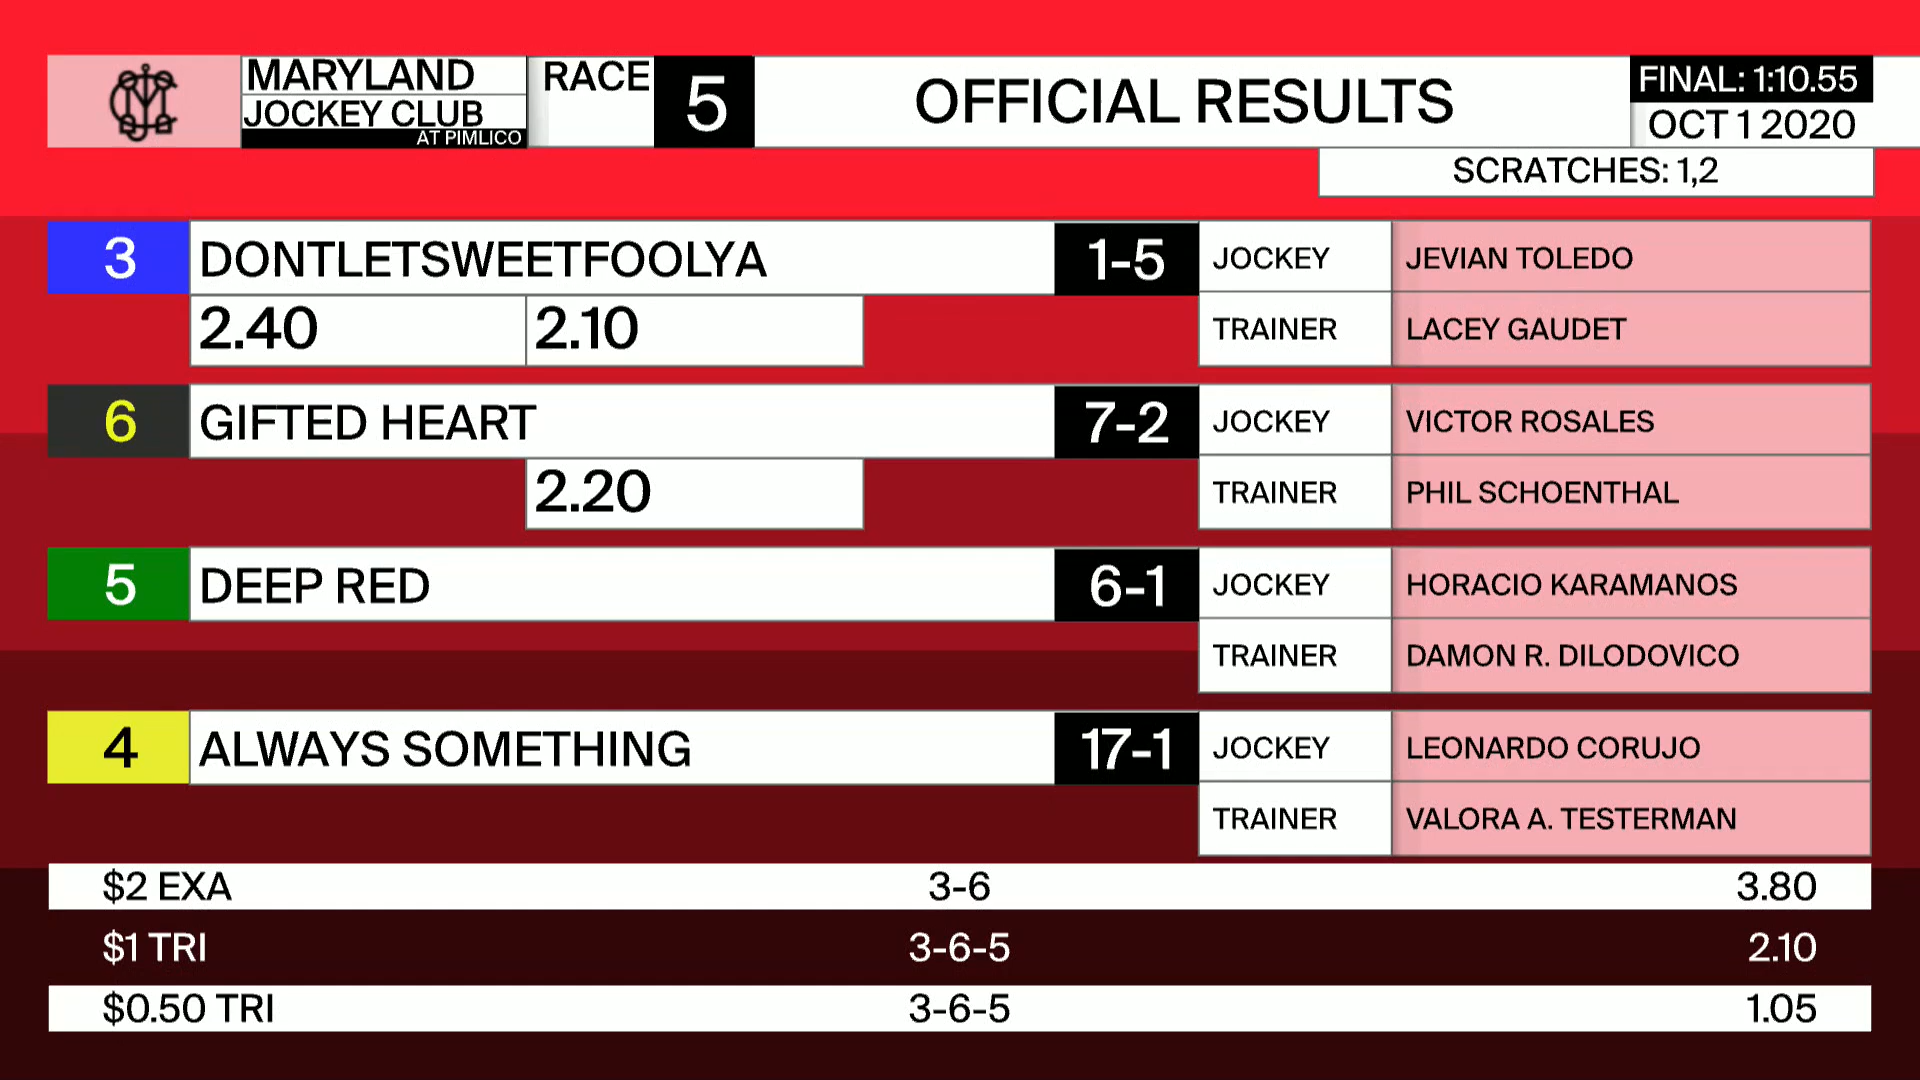 MARYLAND
JOCKEY CLUB
AT PIMLICO
RACE 5
OFFICIAL RESULTS
FINAL: 1:10.55
OCT 1 2020
SCRATCHES: 1,2
3 DONTLETSWEETFOOLYA 1-5 JOCKEY JEVIAN TOLEDO
2.40 2.10 TRAINER LACEY GAUDET
6 GIFTED HEART 7-2 JOCKEY VICTOR ROSALES
2.20 TRAINER PHIL SCHOENTHAL
5 DEEP RED 6-1 JOCKEY HORACIO KARAMANOS
TRAINER DAMON R. DILODOVICO
4 ALWAYS SOMETHING 17-1 JOCKEY LEONARDO CORUJO
TRAINER VALORA A. TESTERMAN
$2 EXA 3-6 3.80
$1 TRI 3-6-5 2.10
$0.50 TRI 3-6-5 1.05